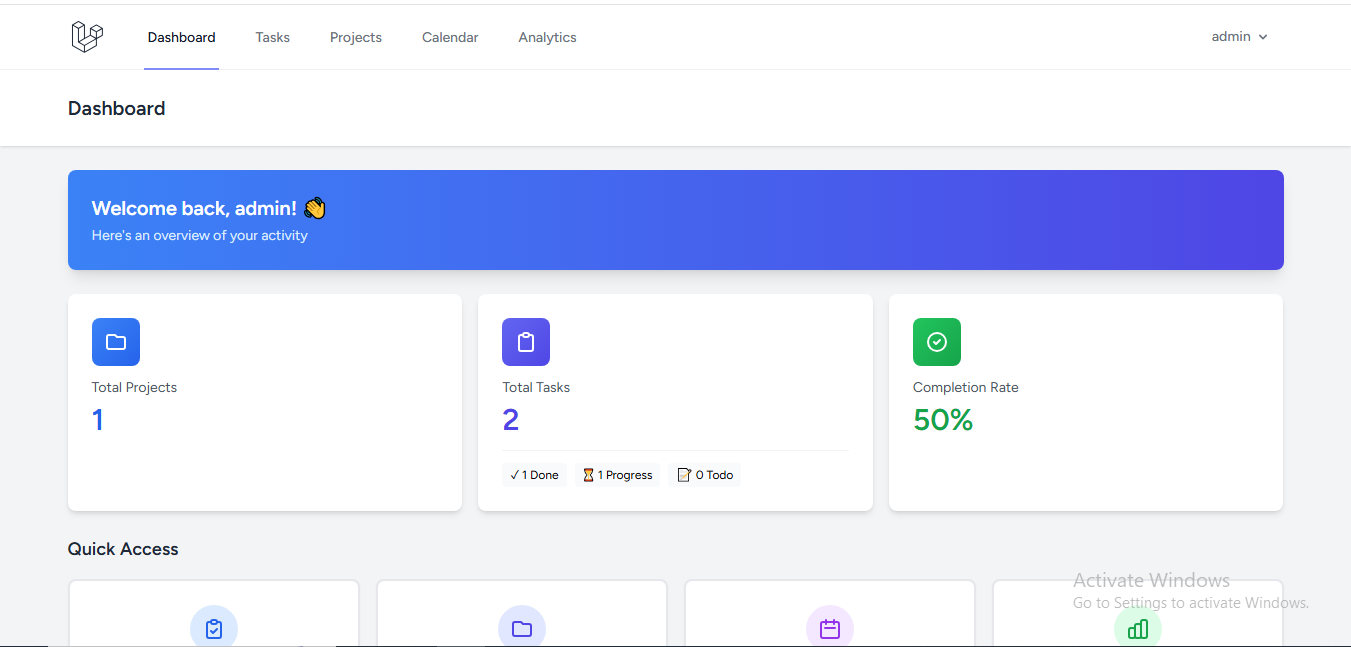 Dashboard Tasks Projects Calendar Analytics admin
Dashboard
Welcome back, admin! 👋
Here's an overview of your activity
Total Projects
1
Total Tasks
2
✓ 1 Done ⏳ 1 Progress 📝 0 Todo
Completion Rate
50%
Quick Access
Activate Windows
Go to Settings to activate Windows.